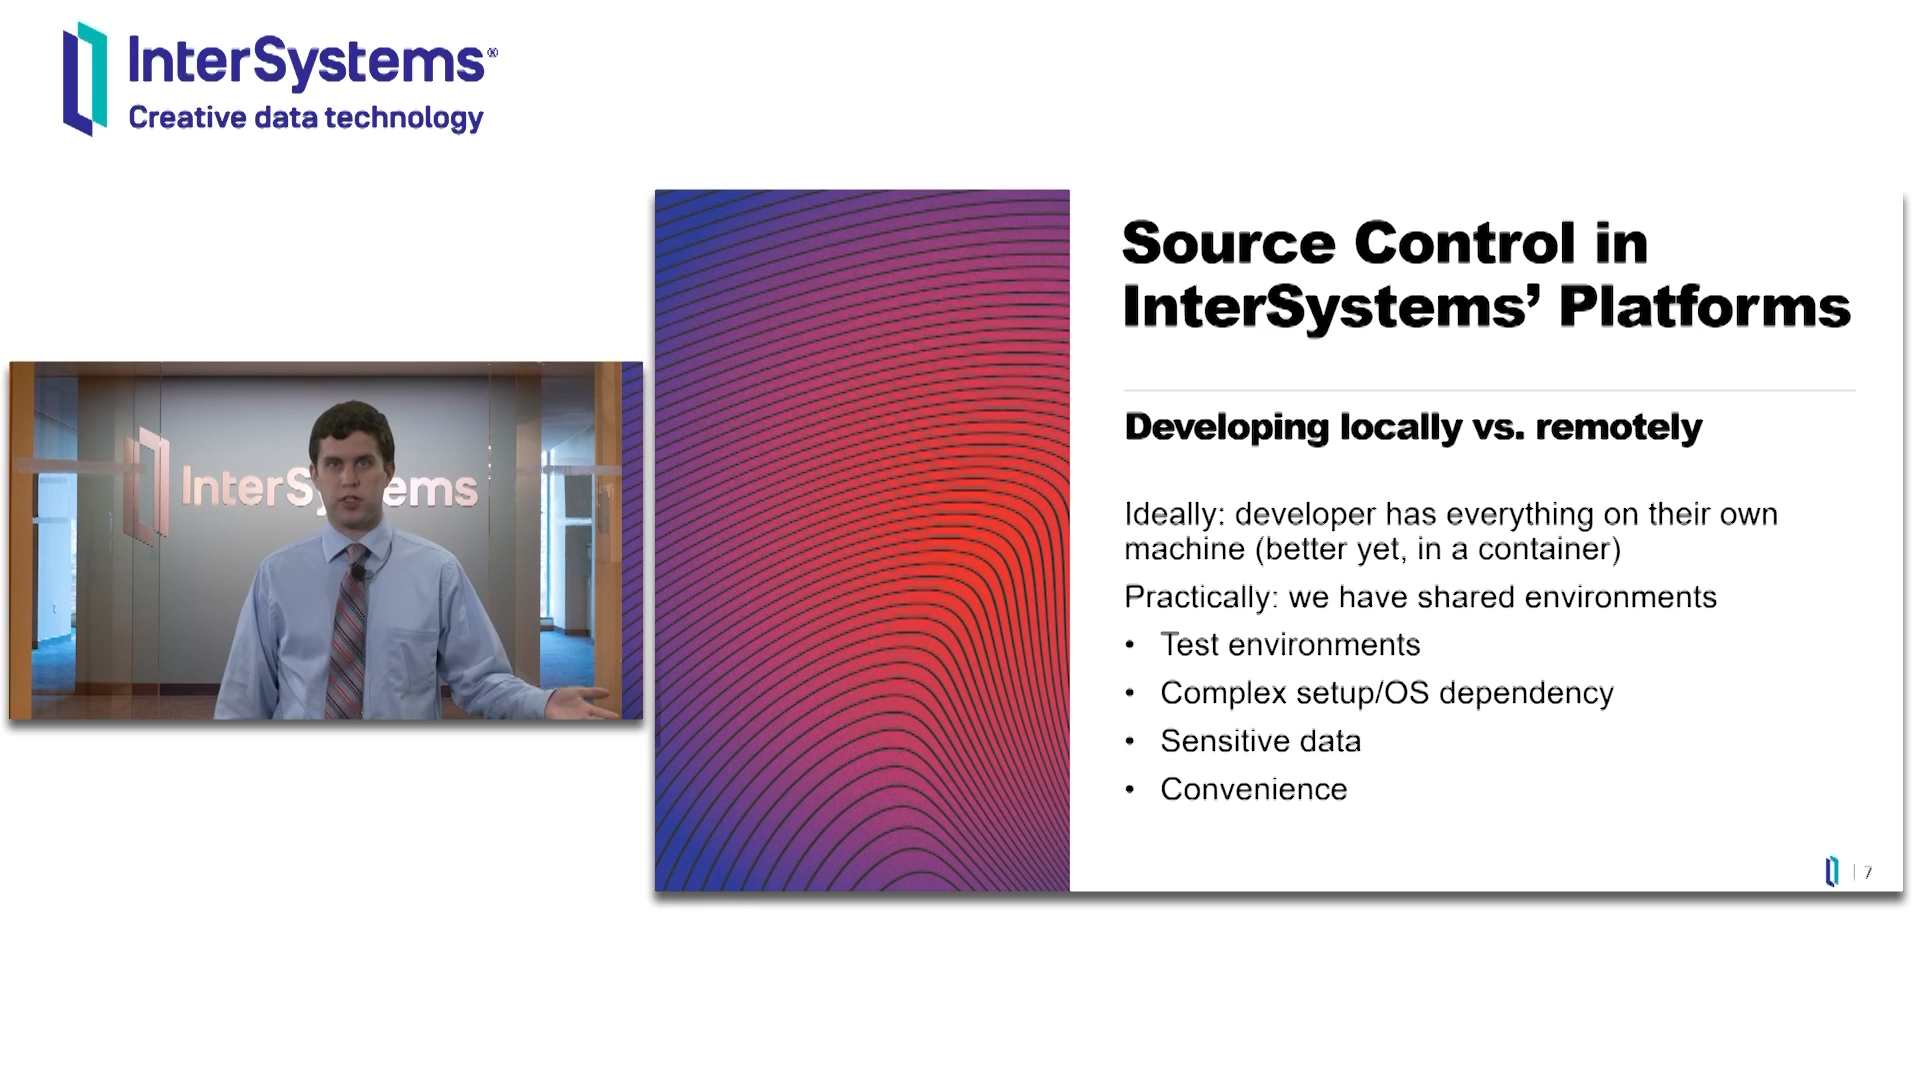 InterSystems®
Creative data technology
Source Control in
InterSystems’ Platforms
Developing locally vs. remotely
InterSystems
Ideally: developer has everything on their own
machine (better yet, in a container)
Practically: we have shared environments
• Test environments
• Complex setup/OS dependency
• Sensitive data
• Convenience
| 7